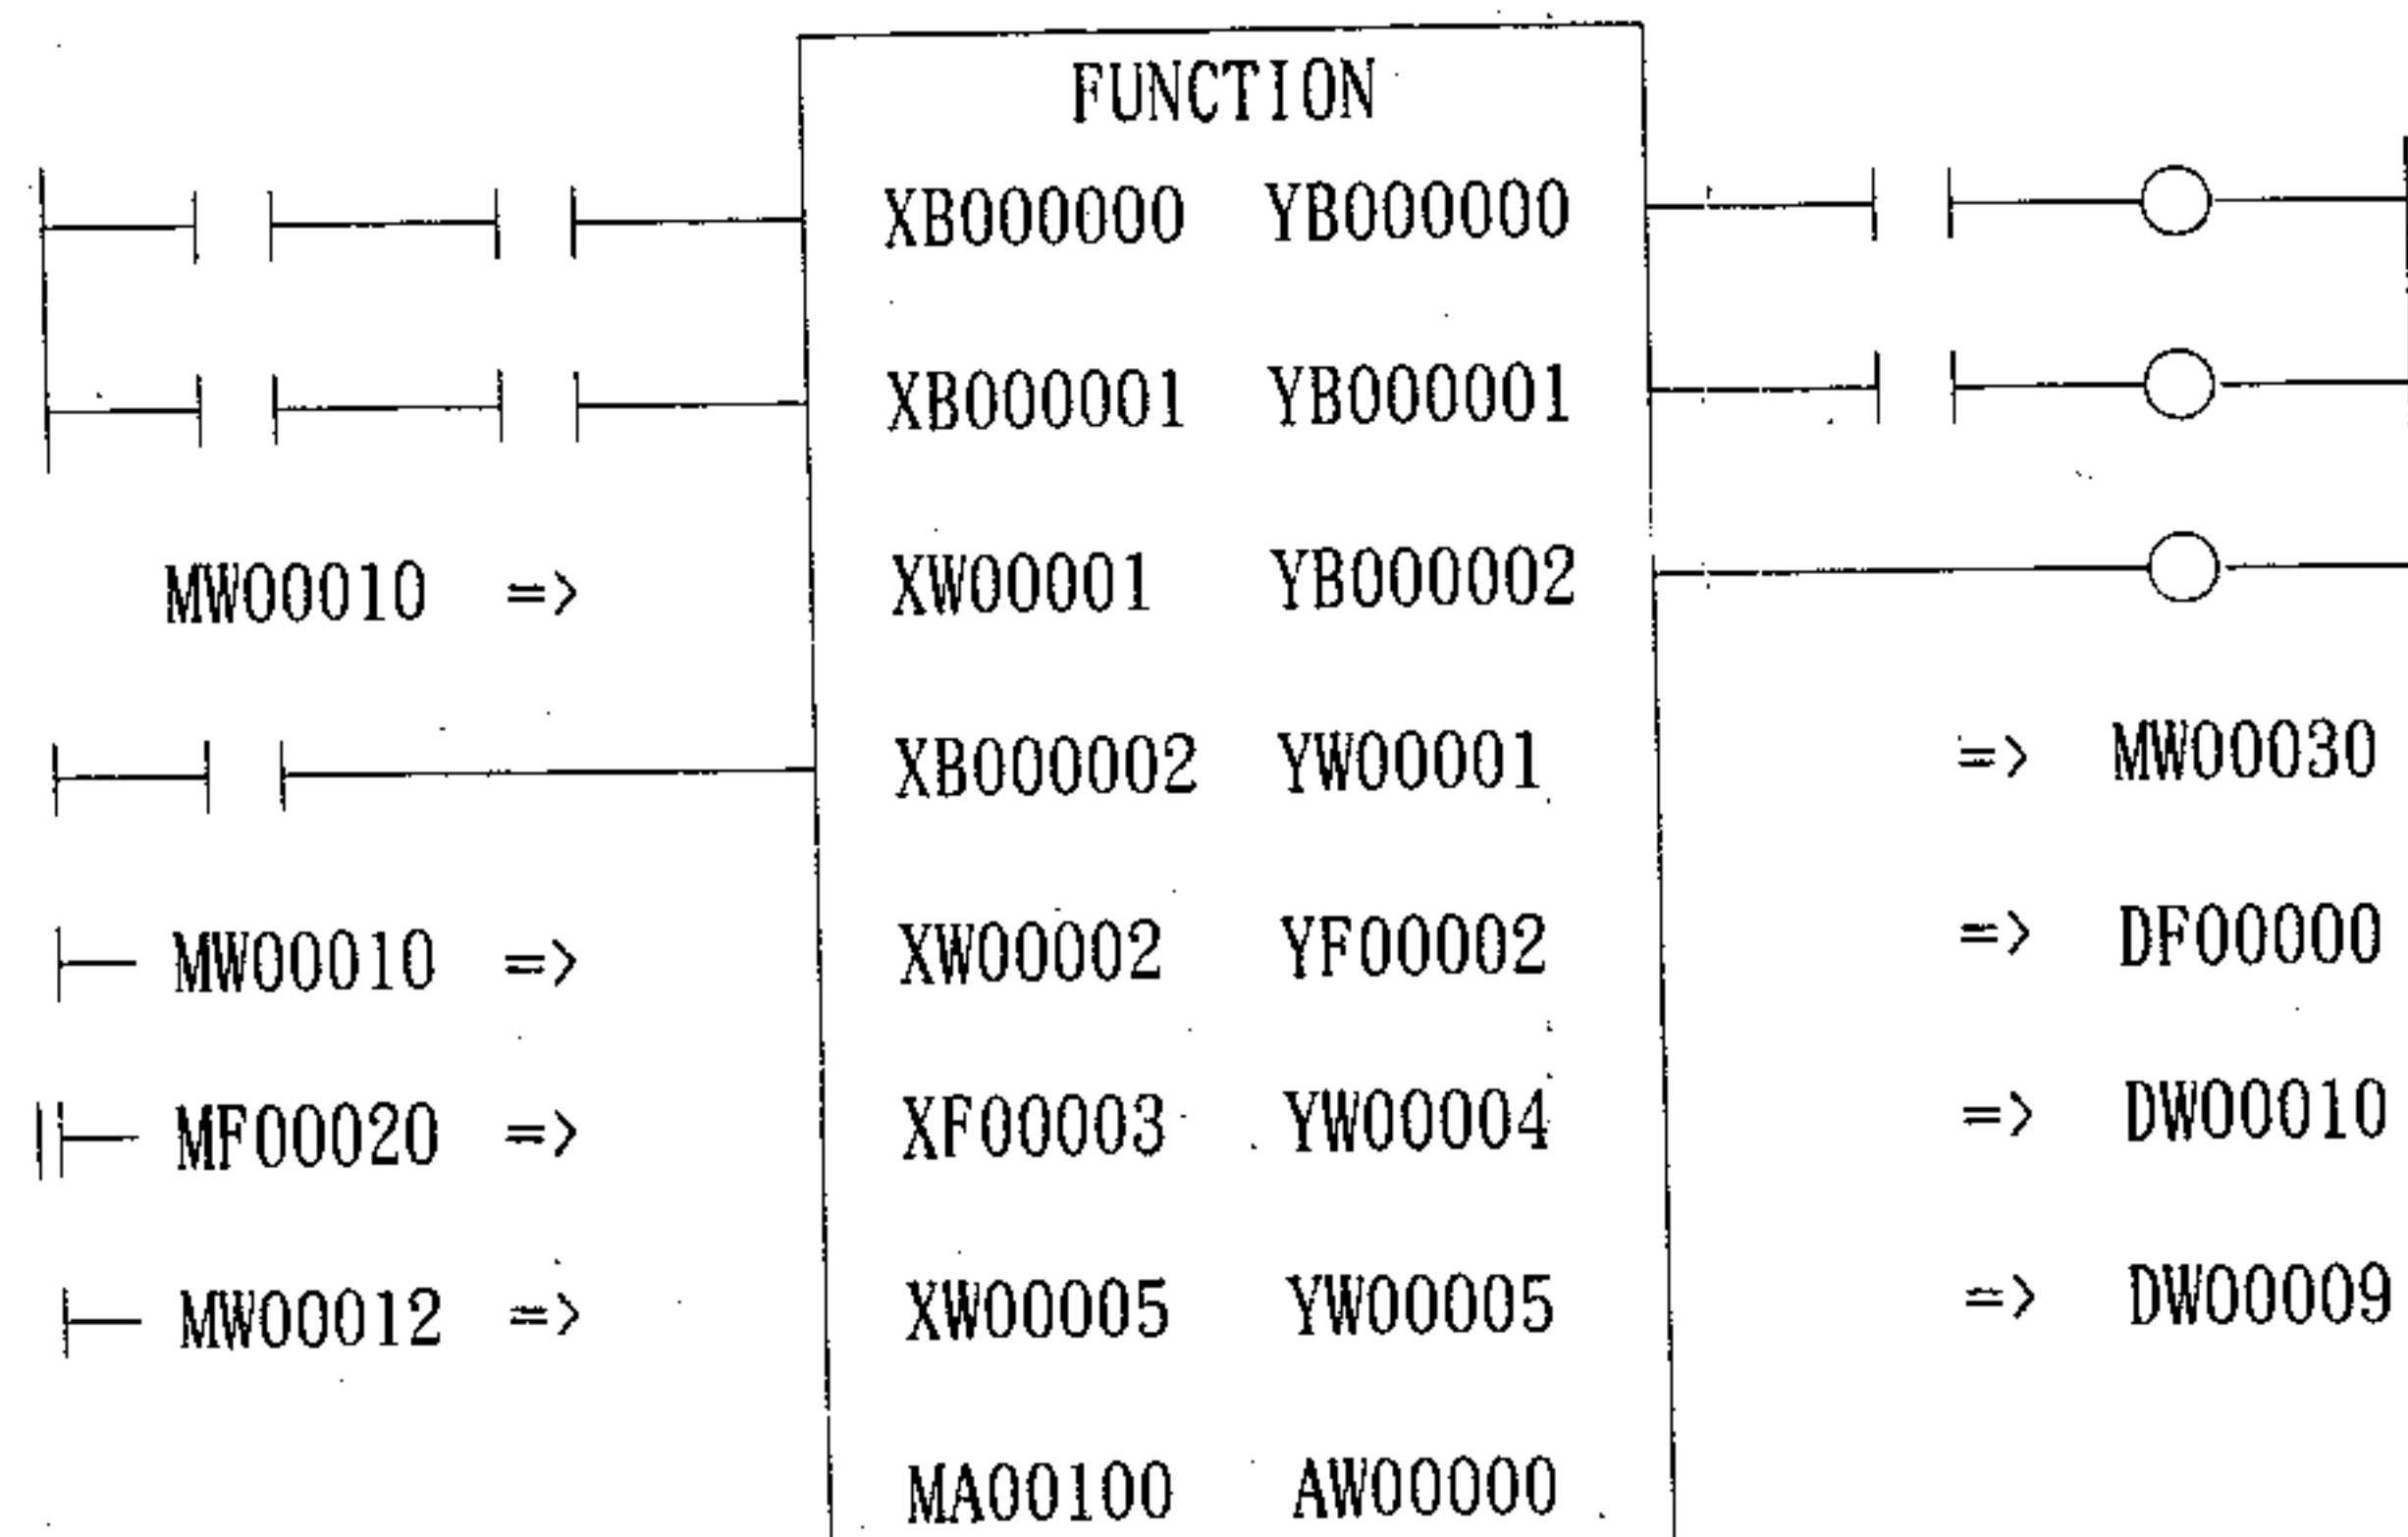 FUNCTION
XB000000 YB000000
XB000001 YB000001
MW00010 => XW00001 YB000002
XB000002 YW00001 => MW00030
MW00010 => XW00002 YF00002 => DF00000
MF00020 => XF00003 YW00004 => DW00010
MW00012 => XW00005 YW00005 => DW00009
MA00100 AW00000